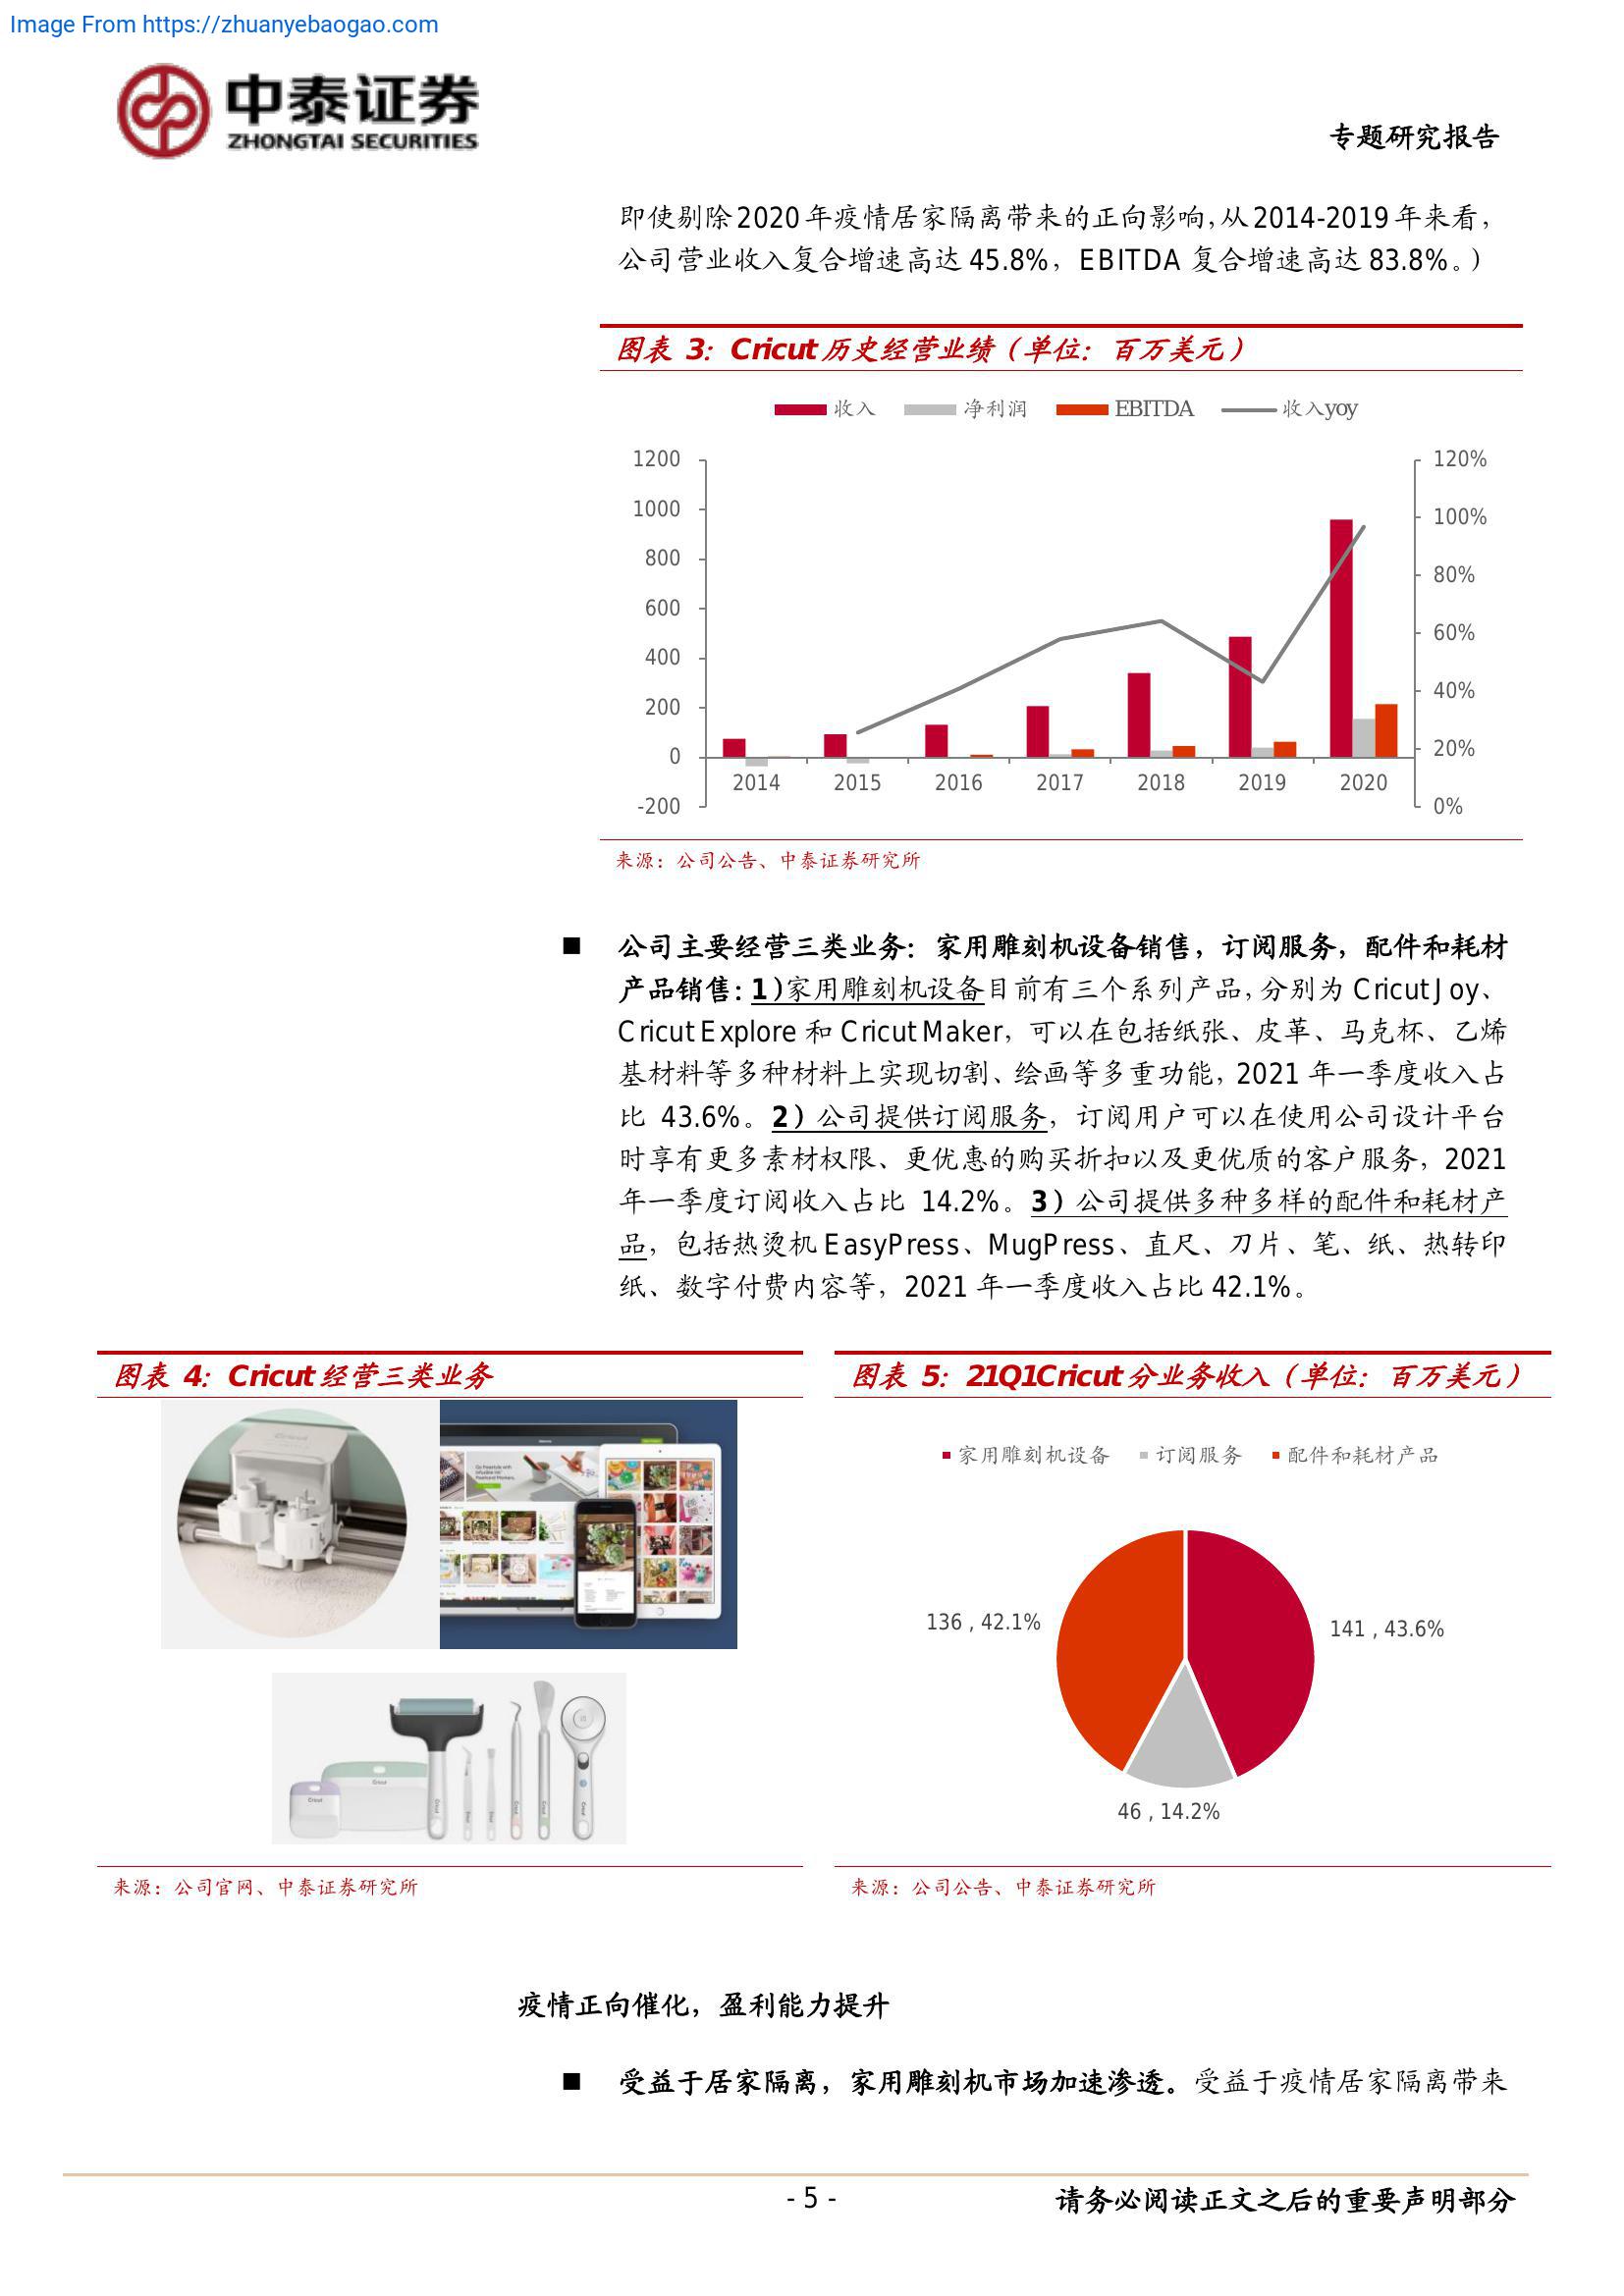 Image From https://zhuanyebaogao.com
中泰证券
ZHONGTAI SECURITIES
专题研究报告
即使剔除2020年疫情居家隔离带来的正向影响，从2014-2019年来看，
公司营业收入复合增速高达 45.8%，EBITDA 复合增速高达 83.8%。）
图表 3：Cricut 历史经营业绩（单位：百万美元）
收入 净利润 EBITDA 收入yoy
1200 120%
1000 100%
800 80%
600 60%
400 40%
200 20%
0
2014 2015 2016 2017 2018 2019 2020
-200 0%
来源：公司公告、中泰证券研究所
■ 公司主要经营三类业务：家用雕刻机设备销售，订阅服务，配件和耗材
产品销售：1)家用雕刻机设备目前有三个系列产品，分别为 Cricut Joy、
Cricut Explore 和 Cricut Maker，可以在包括纸张、皮革、马克杯、乙烯
基材料等多种材料上实现切割、绘画等多重功能，2021 年一季度收入占
比 43.6%。2）公司提供订阅服务，订阅用户可以在使用公司设计平台
时享有更多素材权限、更优惠的购买折扣以及更优质的客户服务，2021
年一季度订阅收入占比 14.2%。3）公司提供多种多样的配件和耗材产
品，包括热烫机 EasyPress、MugPress、直尺、刀片、笔、纸、热转印
纸、数字付费内容等，2021 年一季度收入占比 42.1%。
图表 4：Cricut 经营三类业务
图表 5：21Q1Cricut 分业务收入（单位：百万美元）
家用雕刻机设备 订阅服务 配件和耗材产品
136 , 42.1%
141 , 43.6%
46 , 14.2%
来源：公司官网、中泰证券研究所
来源：公司公告、中泰证券研究所
疫情正向催化，盈利能力提升
■ 受益于居家隔离，家用雕刻机市场加速渗透。受益于疫情居家隔离带来
- 5 -
请务必阅读正文之后的重要声明部分